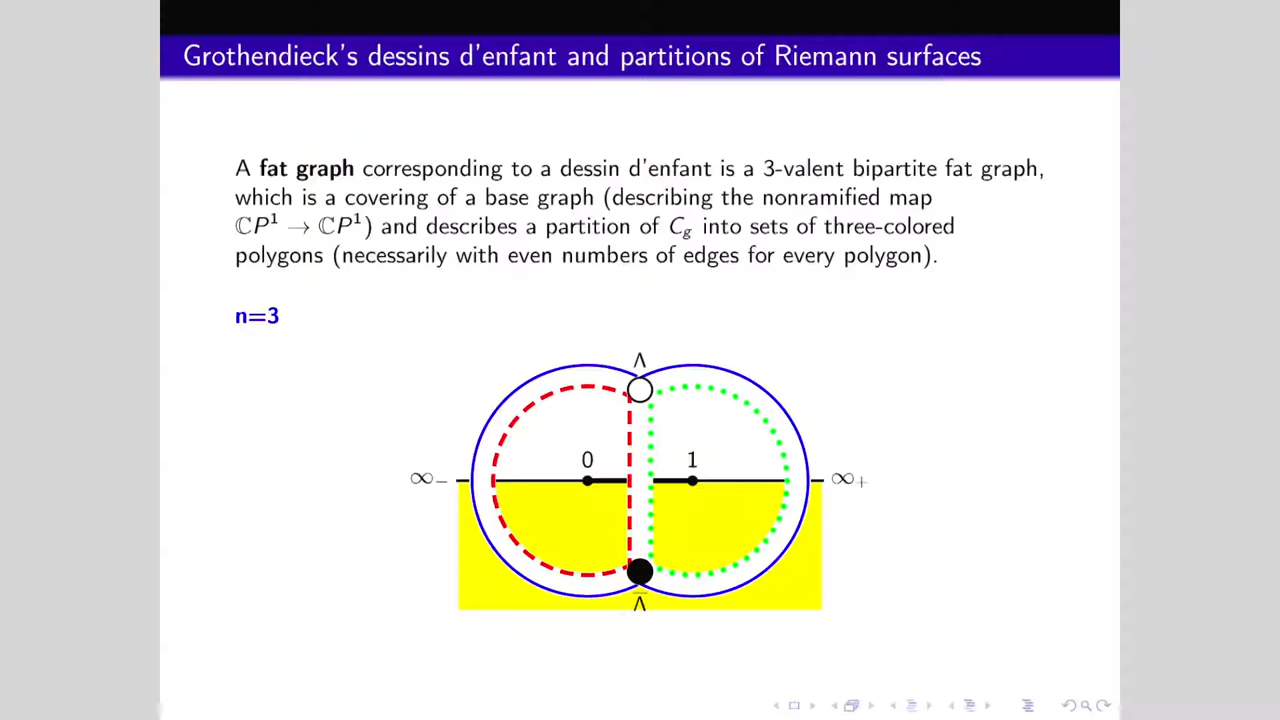 Grothendieck's dessins d'enfant and partitions of Riemann surfaces
A fat graph corresponding to a dessin d'enfant is a 3-valent bipartite fat graph,
which is a covering of a base graph (describing the nonramified map
ℂP¹ → ℂP¹) and describes a partition of C_g into sets of three-colored
polygons (necessarily with even numbers of edges for every polygon).
n=3
Λ
0 1
∞₋ ∞₊
Λ̅